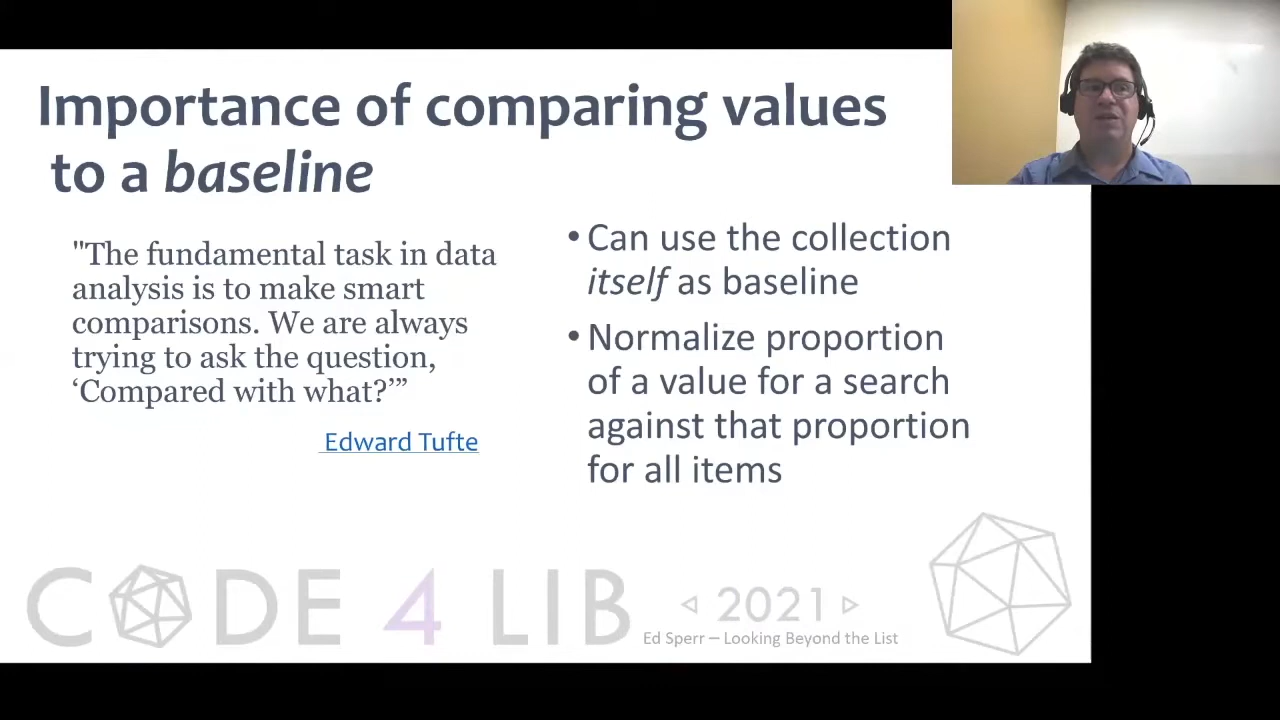 Importance of comparing values
to a baseline
"The fundamental task in data
analysis is to make smart
comparisons. We are always
trying to ask the question,
‘Compared with what?’”
Edward Tufte
• Can use the collection
itself as baseline
• Normalize proportion
of a value for a search
against that proportion
for all items
CODE 4 LIB
2021
Ed Sperr – Looking Beyond the List